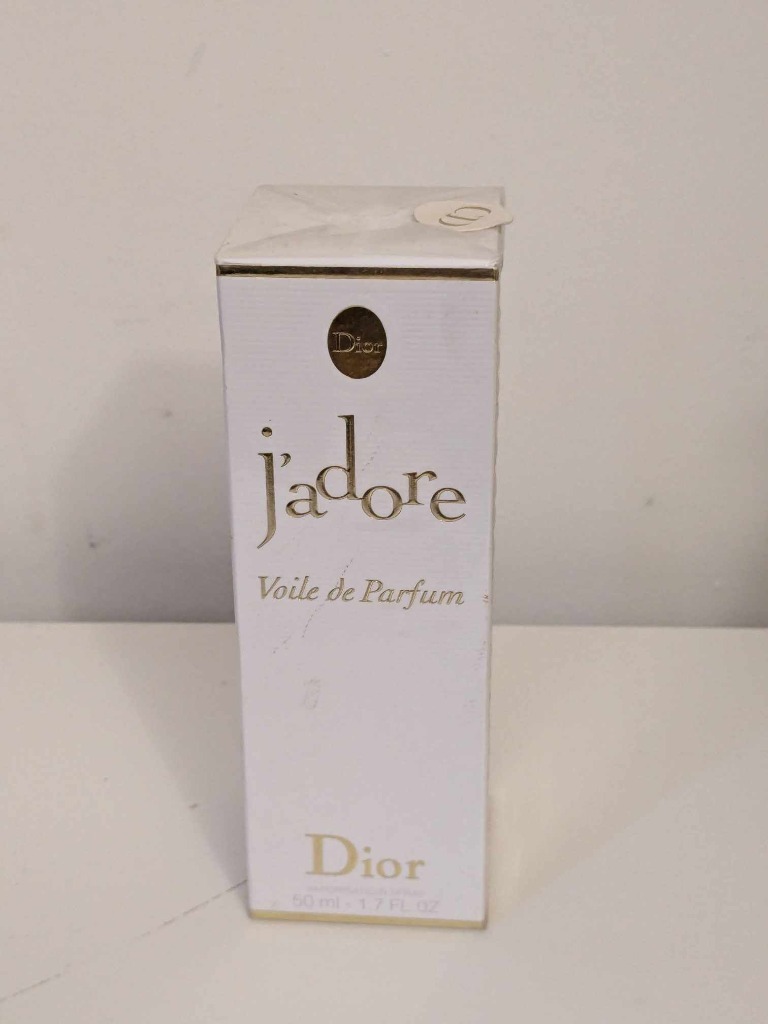 Dior
j'adore
Voile de Parfum
Dior
50 ml - 1.7 FL. OZ